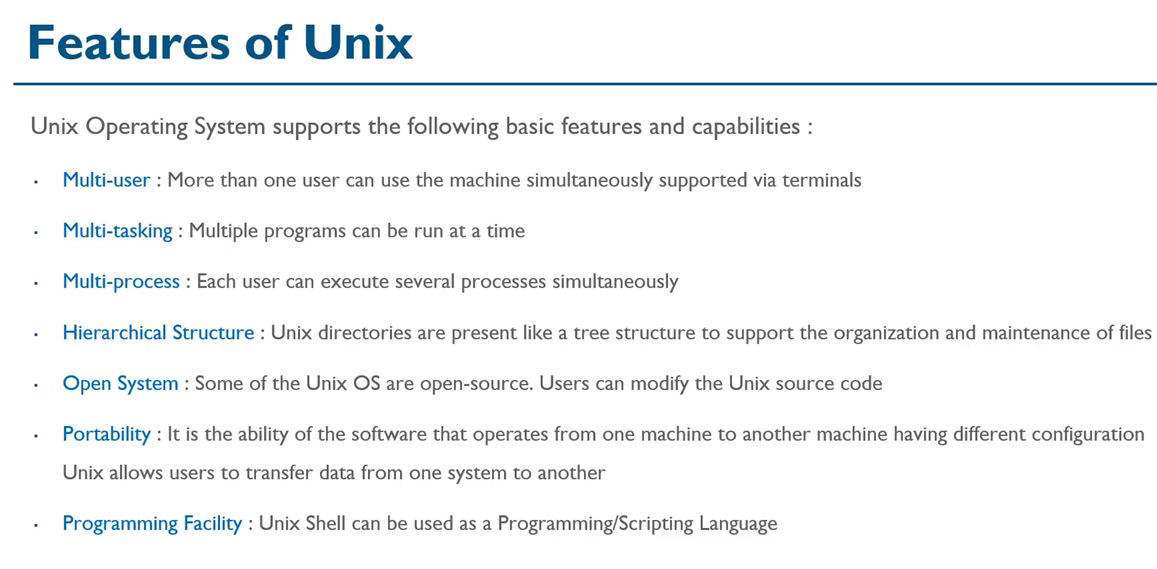 Features of Unix
Unix Operating System supports the following basic features and capabilities :
• Multi-user : More than one user can use the machine simultaneously supported via terminals
• Multi-tasking : Multiple programs can be run at a time
• Multi-process : Each user can execute several processes simultaneously
• Hierarchical Structure : Unix directories are present like a tree structure to support the organization and maintenance of files
• Open System : Some of the Unix OS are open-source. Users can modify the Unix source code
• Portability : It is the ability of the software that operates from one machine to another machine having different configuration
Unix allows users to transfer data from one system to another
• Programming Facility : Unix Shell can be used as a Programming/Scripting Language